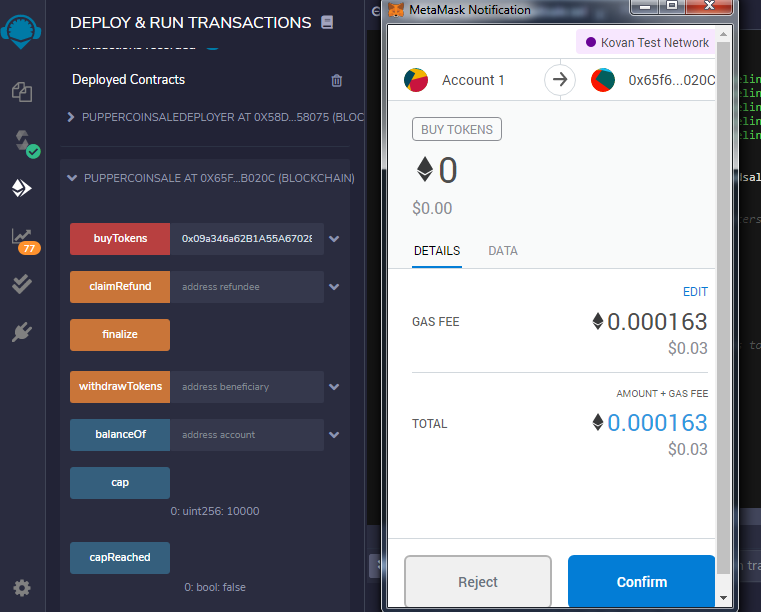 DEPLOY & RUN TRANSACTIONS
Deployed Contracts
PUPPERCOINSALEDEPLOYER AT 0X58D...58075 (BLOC
PUPPERCOINSALE AT 0X65F...B020C (BLOCKCHAIN)
buyTokens
0x09a346a62B1A55A67028
claimRefund
address refundee
77
finalize
withdrawTokens
address beneficiary
balanceOf
address account
cap
0: uint256: 10000
capReached
0: bool: false
MetaMask Notification
Kovan Test Network
Account 1
0x65f6...020C
BUY TOKENS
0
$0.00
DETAILS
DATA
EDIT
GAS FEE
0.000163
$0.03
AMOUNT + GAS FEE
TOTAL
0.000163
$0.03
Reject
Confirm